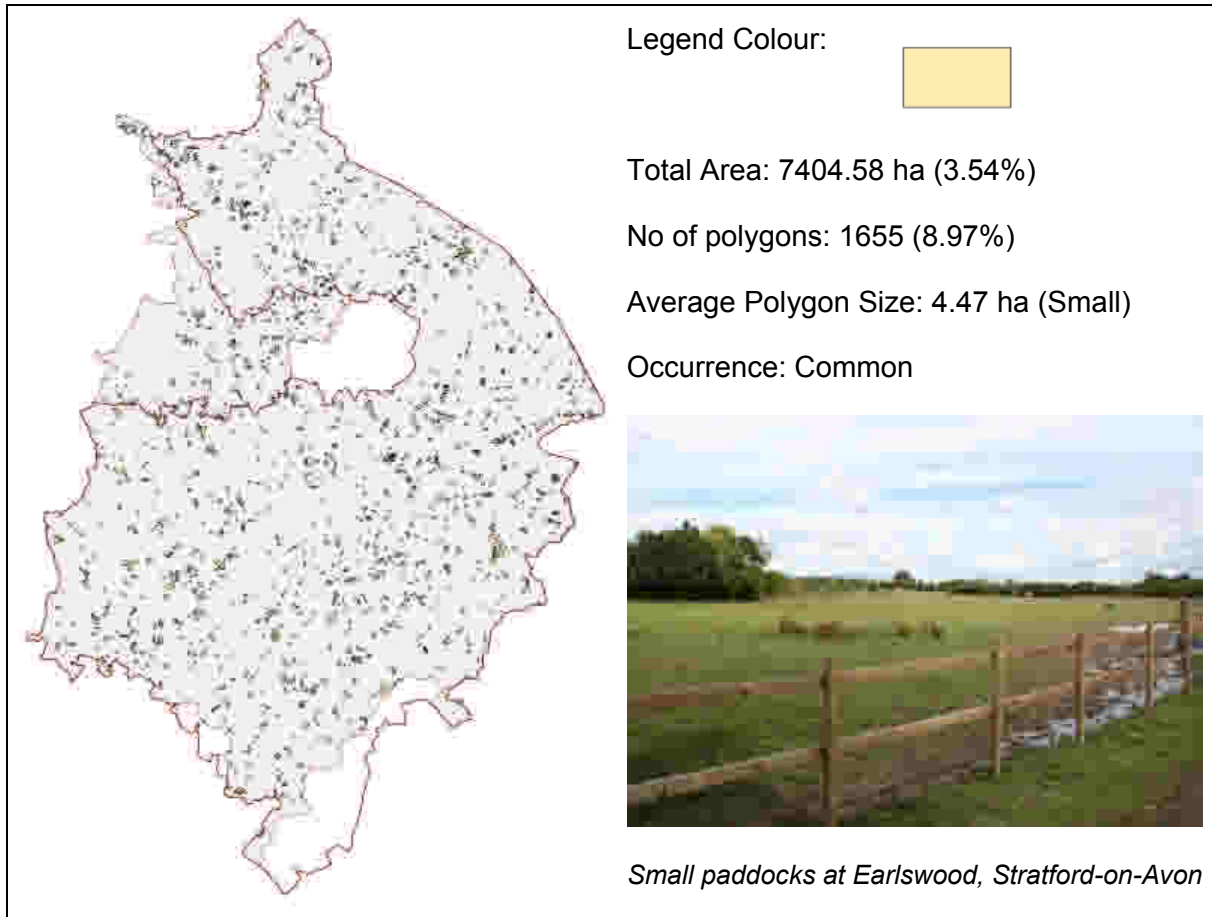 Legend Colour:
Total Area: 7404.58 ha (3.54%)
No of polygons: 1655 (8.97%)
Average Polygon Size: 4.47 ha (Small)
Occurrence: Common
Small paddocks at Earlswood, Stratford-on-Avon